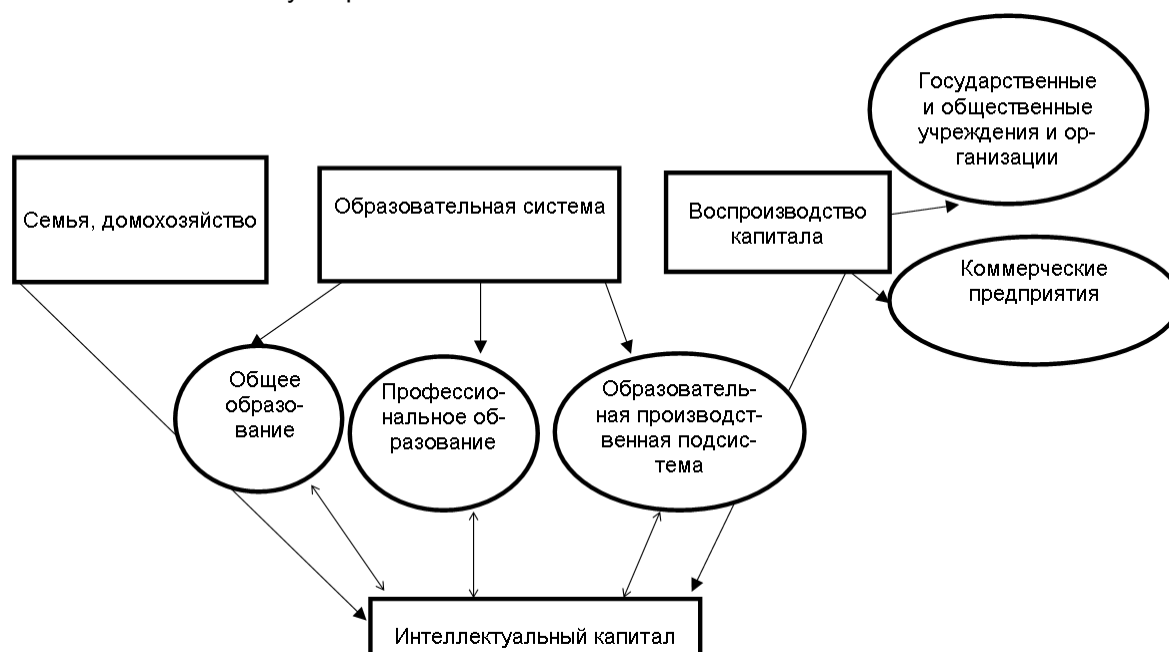 Государственные
и общественные
учреждения и ор-
ганизации
Семья, домохозяйство
Образовательная система
Воспроизводство
капитала
Коммерческие
предприятия
Общее
образо-
вание
Профессио-
нальное об-
разование
Образователь-
ная производст-
венная подсис-
тема
Интеллектуальный капитал